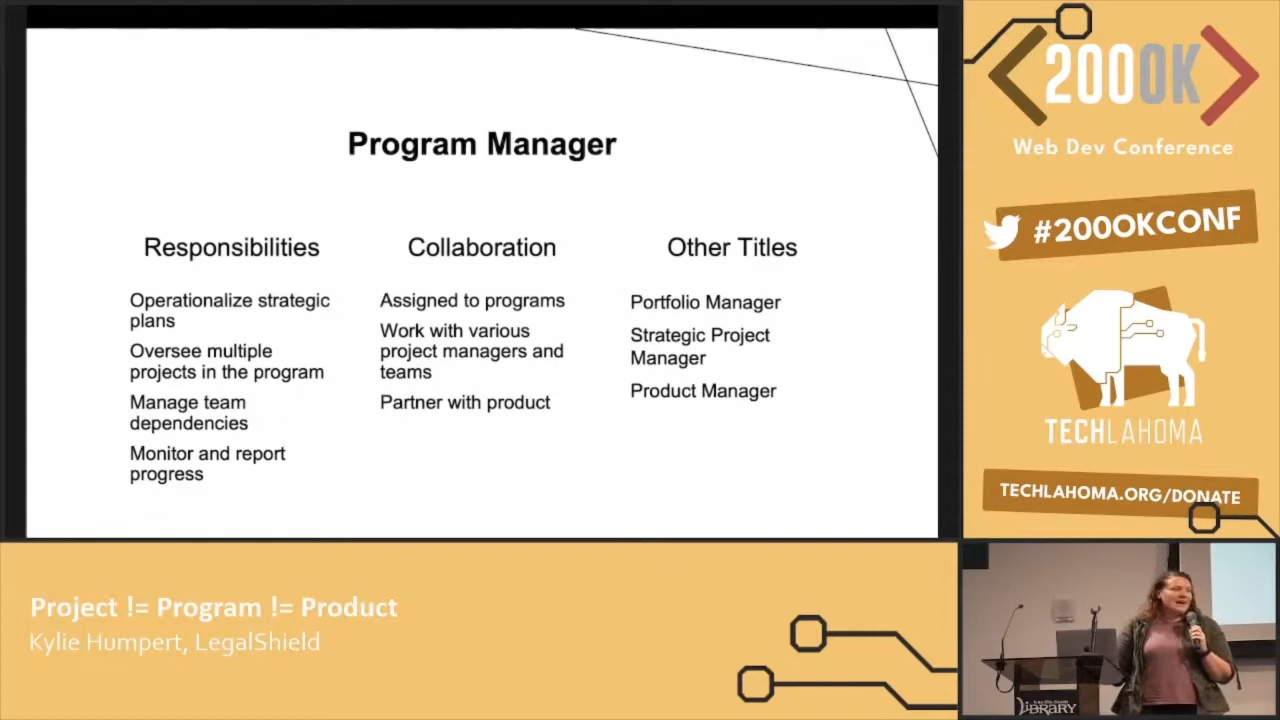 Program Manager
Responsibilities
Operationalize strategic
plans
Oversee multiple
projects in the program
Manage team
dependencies
Monitor and report
progress
Collaboration
Assigned to programs
Work with various
project managers and
teams
Partner with product
Other Titles
Portfolio Manager
Strategic Project
Manager
Product Manager
200OK
Web Dev Conference
#200OKCONF
TECHLAHOMA
TECHLAHOMA.ORG/DONATE
Project != Program != Product
Kylie Humpert, LegalShield
LIBRARY